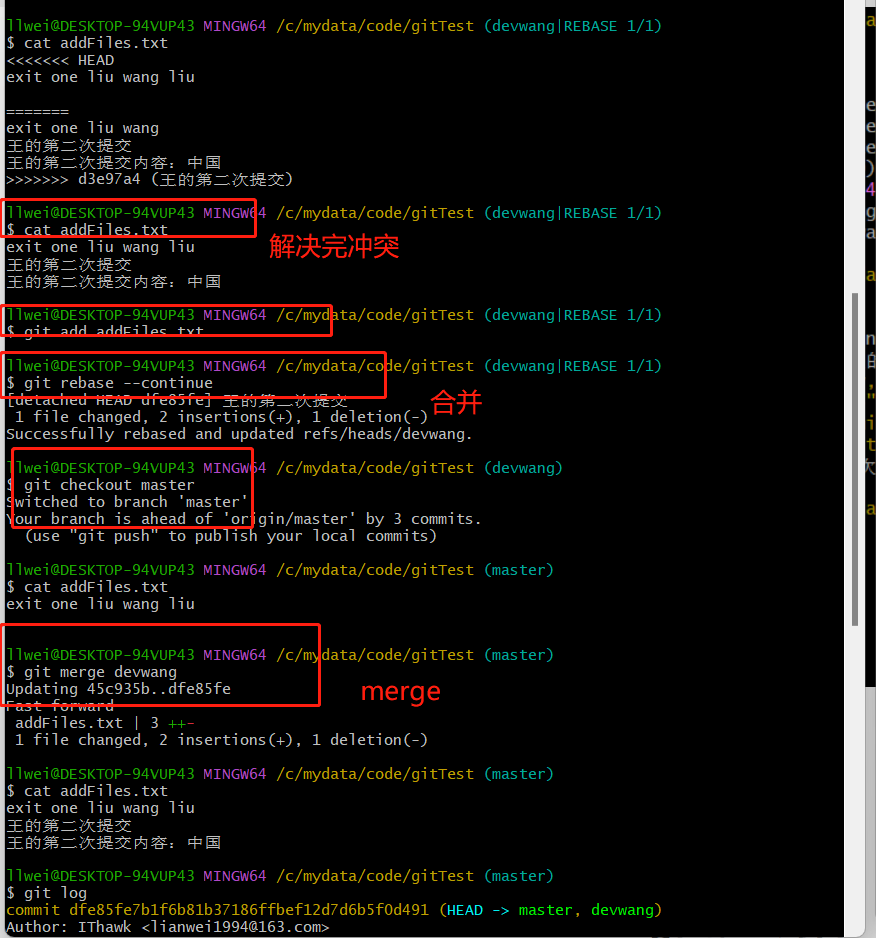 llwei@DESKTOP-94VUP43 MINGW64 /c/mydata/code/gitTest (devwang|REBASE 1/1)
$ cat addFiles.txt
<<<<<<< HEAD
exit one liu wang liu
=======
exit one liu wang
王的第二次提交
王的第二次提交内容：中国
>>>>>>> d3e97a4 (王的第二次提交)
llwei@DESKTOP-94VUP43 MINGW64 /c/mydata/code/gitTest (devwang|REBASE 1/1)
$ cat addFiles.txt
解决完冲突
exit one liu wang liu
王的第二次提交
王的第二次提交内容：中国
llwei@DESKTOP-94VUP43 MINGW64 /c/mydata/code/gitTest (devwang|REBASE 1/1)
$ git add addFiles.txt
llwei@DESKTOP-94VUP43 MINGW64 /c/mydata/code/gitTest (devwang|REBASE 1/1)
$ git rebase --continue
[detached HEAD dfe85fe] 王的第二次提交
合并
1 file changed, 2 insertions(+), 1 deletion(-)
Successfully rebased and updated refs/heads/devwang.
llwei@DESKTOP-94VUP43 MINGW64 /c/mydata/code/gitTest (devwang)
$ git checkout master
Switched to branch 'master'
Your branch is ahead of 'origin/master' by 3 commits.
(use "git push" to publish your local commits)
llwei@DESKTOP-94VUP43 MINGW64 /c/mydata/code/gitTest (master)
$ cat addFiles.txt
exit one liu wang liu
llwei@DESKTOP-94VUP43 MINGW64 /c/mydata/code/gitTest (master)
$ git merge devwang
Updating 45c935b..dfe85fe
merge
Fast-forward
addFiles.txt | 3 ++-
1 file changed, 2 insertions(+), 1 deletion(-)
llwei@DESKTOP-94VUP43 MINGW64 /c/mydata/code/gitTest (master)
$ cat addFiles.txt
exit one liu wang liu
王的第二次提交
王的第二次提交内容：中国
llwei@DESKTOP-94VUP43 MINGW64 /c/mydata/code/gitTest (master)
$ git log
commit dfe85fe7b1f6b81b37186ffbef12d7d6b5f0d491 (HEAD -> master, devwang)
Author: IThawk <lianwei1994@163.com>